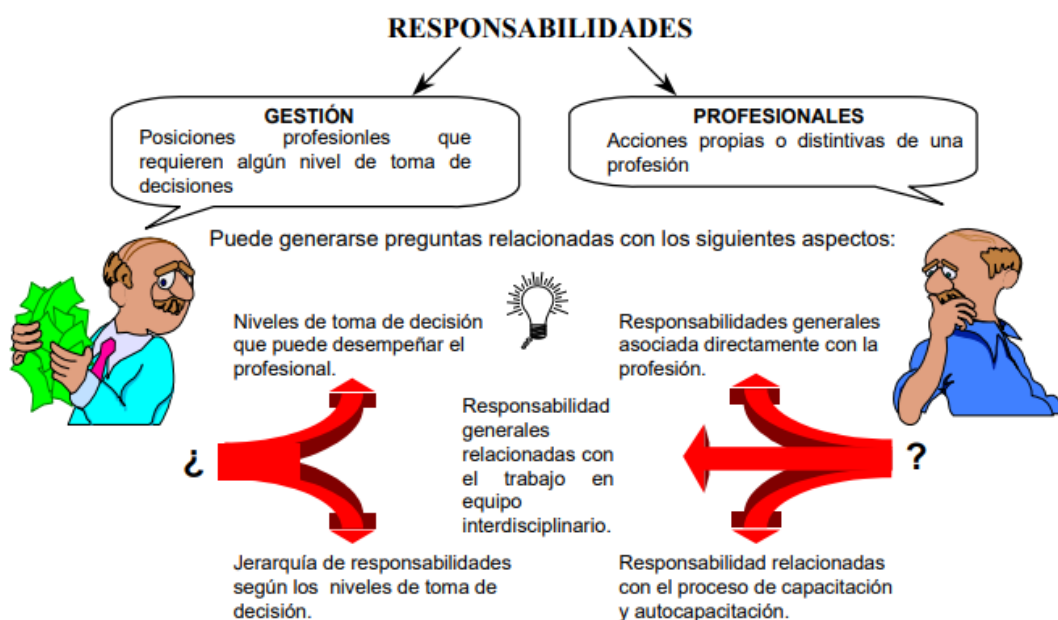 RESPONSABILIDADES
GESTIÓN
Posiciones profesionles que
requieren algún nivel de toma de
decisiones
PROFESIONALES
Acciones propias o distintivas de una
profesión
Puede generarse preguntas relacionadas con los siguientes aspectos:
Niveles de toma de decisión
que puede desempeñar el
profesional.
Responsabilidades generales
asociada directamente con la
profesión.
¿
Responsabilidad
generales
relacionadas con
el trabajo en
equipo
interdisciplinario.
?
Jerarquía de responsabilidades
según los niveles de toma de
decisión.
Responsabilidad relacionadas
con el proceso de capacitación
y autocapacitación.